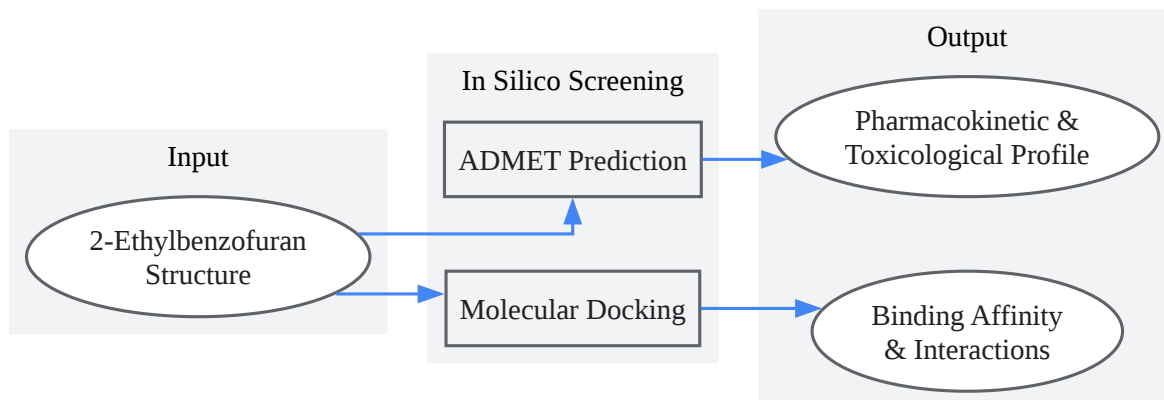 Input
2-Ethylbenzofuran
Structure
In Silico Screening
ADMET Prediction
Molecular Docking
Output
Pharmacokinetic &
Toxicological Profile
Binding Affinity
& Interactions